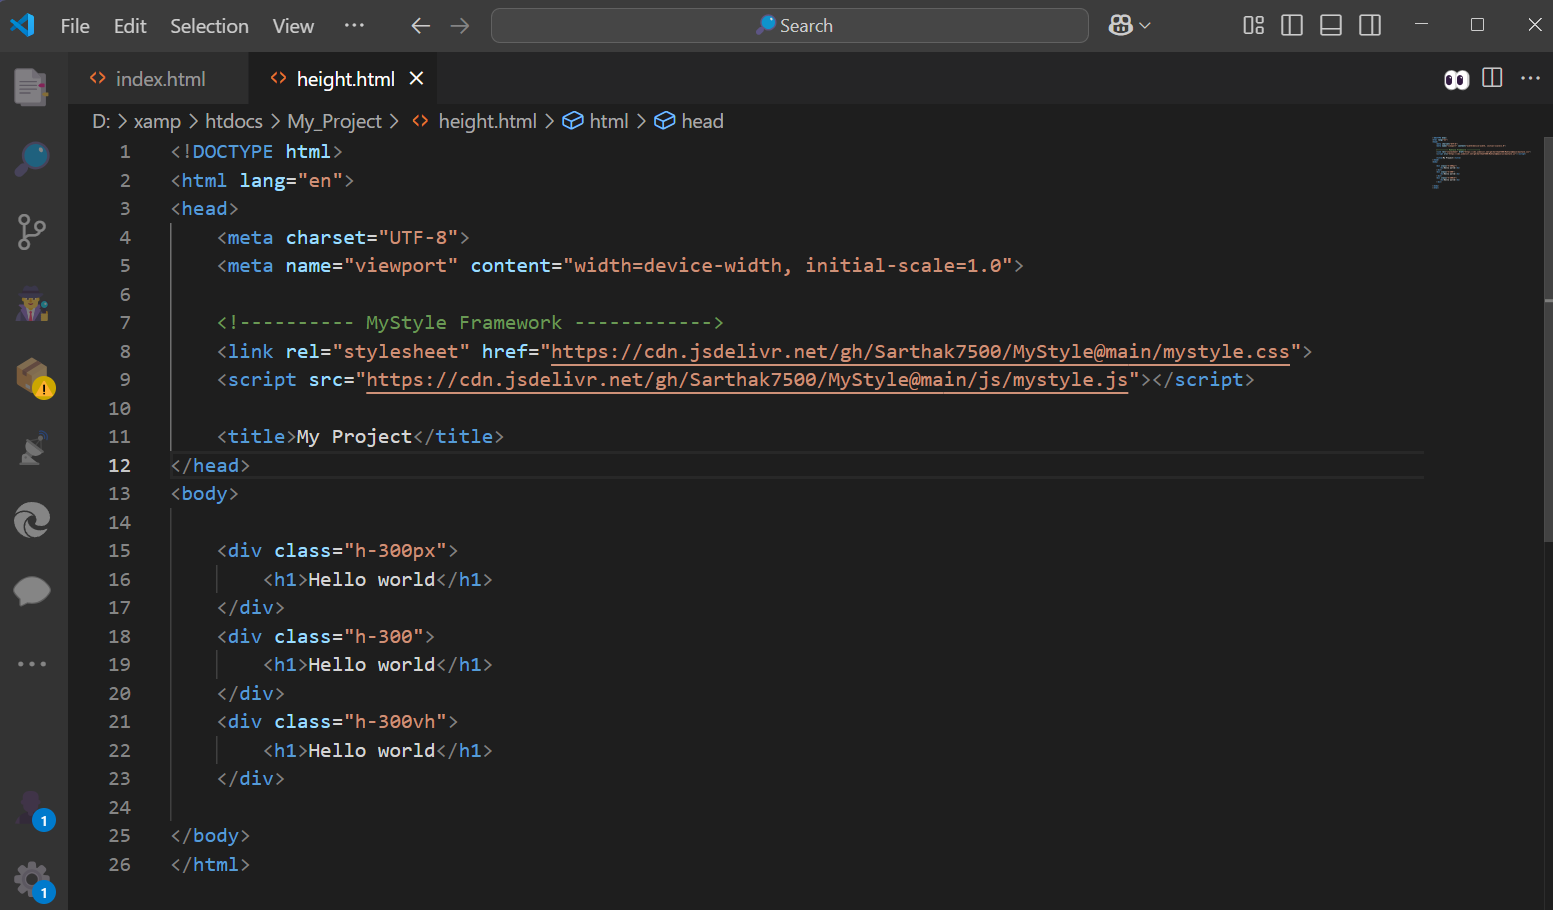 File Edit Selection View ··· Search
index.html height.html
D: > xamp > htdocs > My_Project > height.html > html > head
1 <!DOCTYPE html>
2 <html lang="en">
3 <head>
4 <meta charset="UTF-8">
5 <meta name="viewport" content="width=device-width, initial-scale=1.0">
6
7 <!---------- MyStyle Framework ------------>
8 <link rel="stylesheet" href="https://cdn.jsdelivr.net/gh/Sarthak7500/MyStyle@main/mystyle.css">
9 <script src="https://cdn.jsdelivr.net/gh/Sarthak7500/MyStyle@main/js/mystyle.js"></script>
10
11 <title>My Project</title>
12 </head>
13 <body>
14
15 <div class="h-300px">
16 <h1>Hello world</h1>
17 </div>
18 <div class="h-300">
19 <h1>Hello world</h1>
20 </div>
21 <div class="h-300vh">
22 <h1>Hello world</h1>
23 </div>
24
25 </body>
26 </html>
1
1